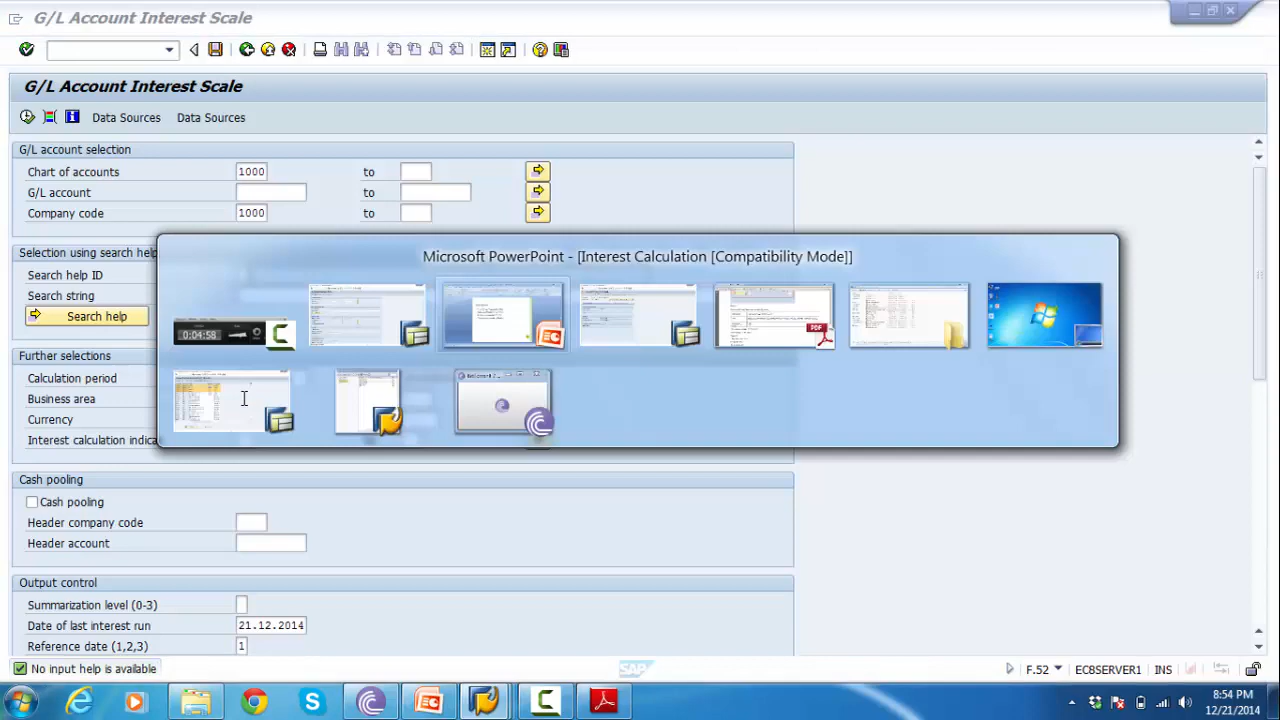 G/L Account Interest Scale
G/L Account Interest Scale
Data Sources Data Sources
G/L account selection
Chart of accounts 1000 to
G/L account to
Company code 1000 to
Microsoft PowerPoint - [Interest Calculation [Compatibility Mode]]
Selection using search help
Search help ID
Search string
0:04:58
PDF
Search help
Further selections
Calculation period
Business area
Currency
Interest calculation indica
Cash pooling
Cash pooling
Header company code
Header account
Output control
Summarization level (0-3)
Date of last interest run 21.12.2014
Reference date (1,2,3) 1
No input help is available SAP F.52 EC8SERVER1 INS
8:54 PM
12/21/2014